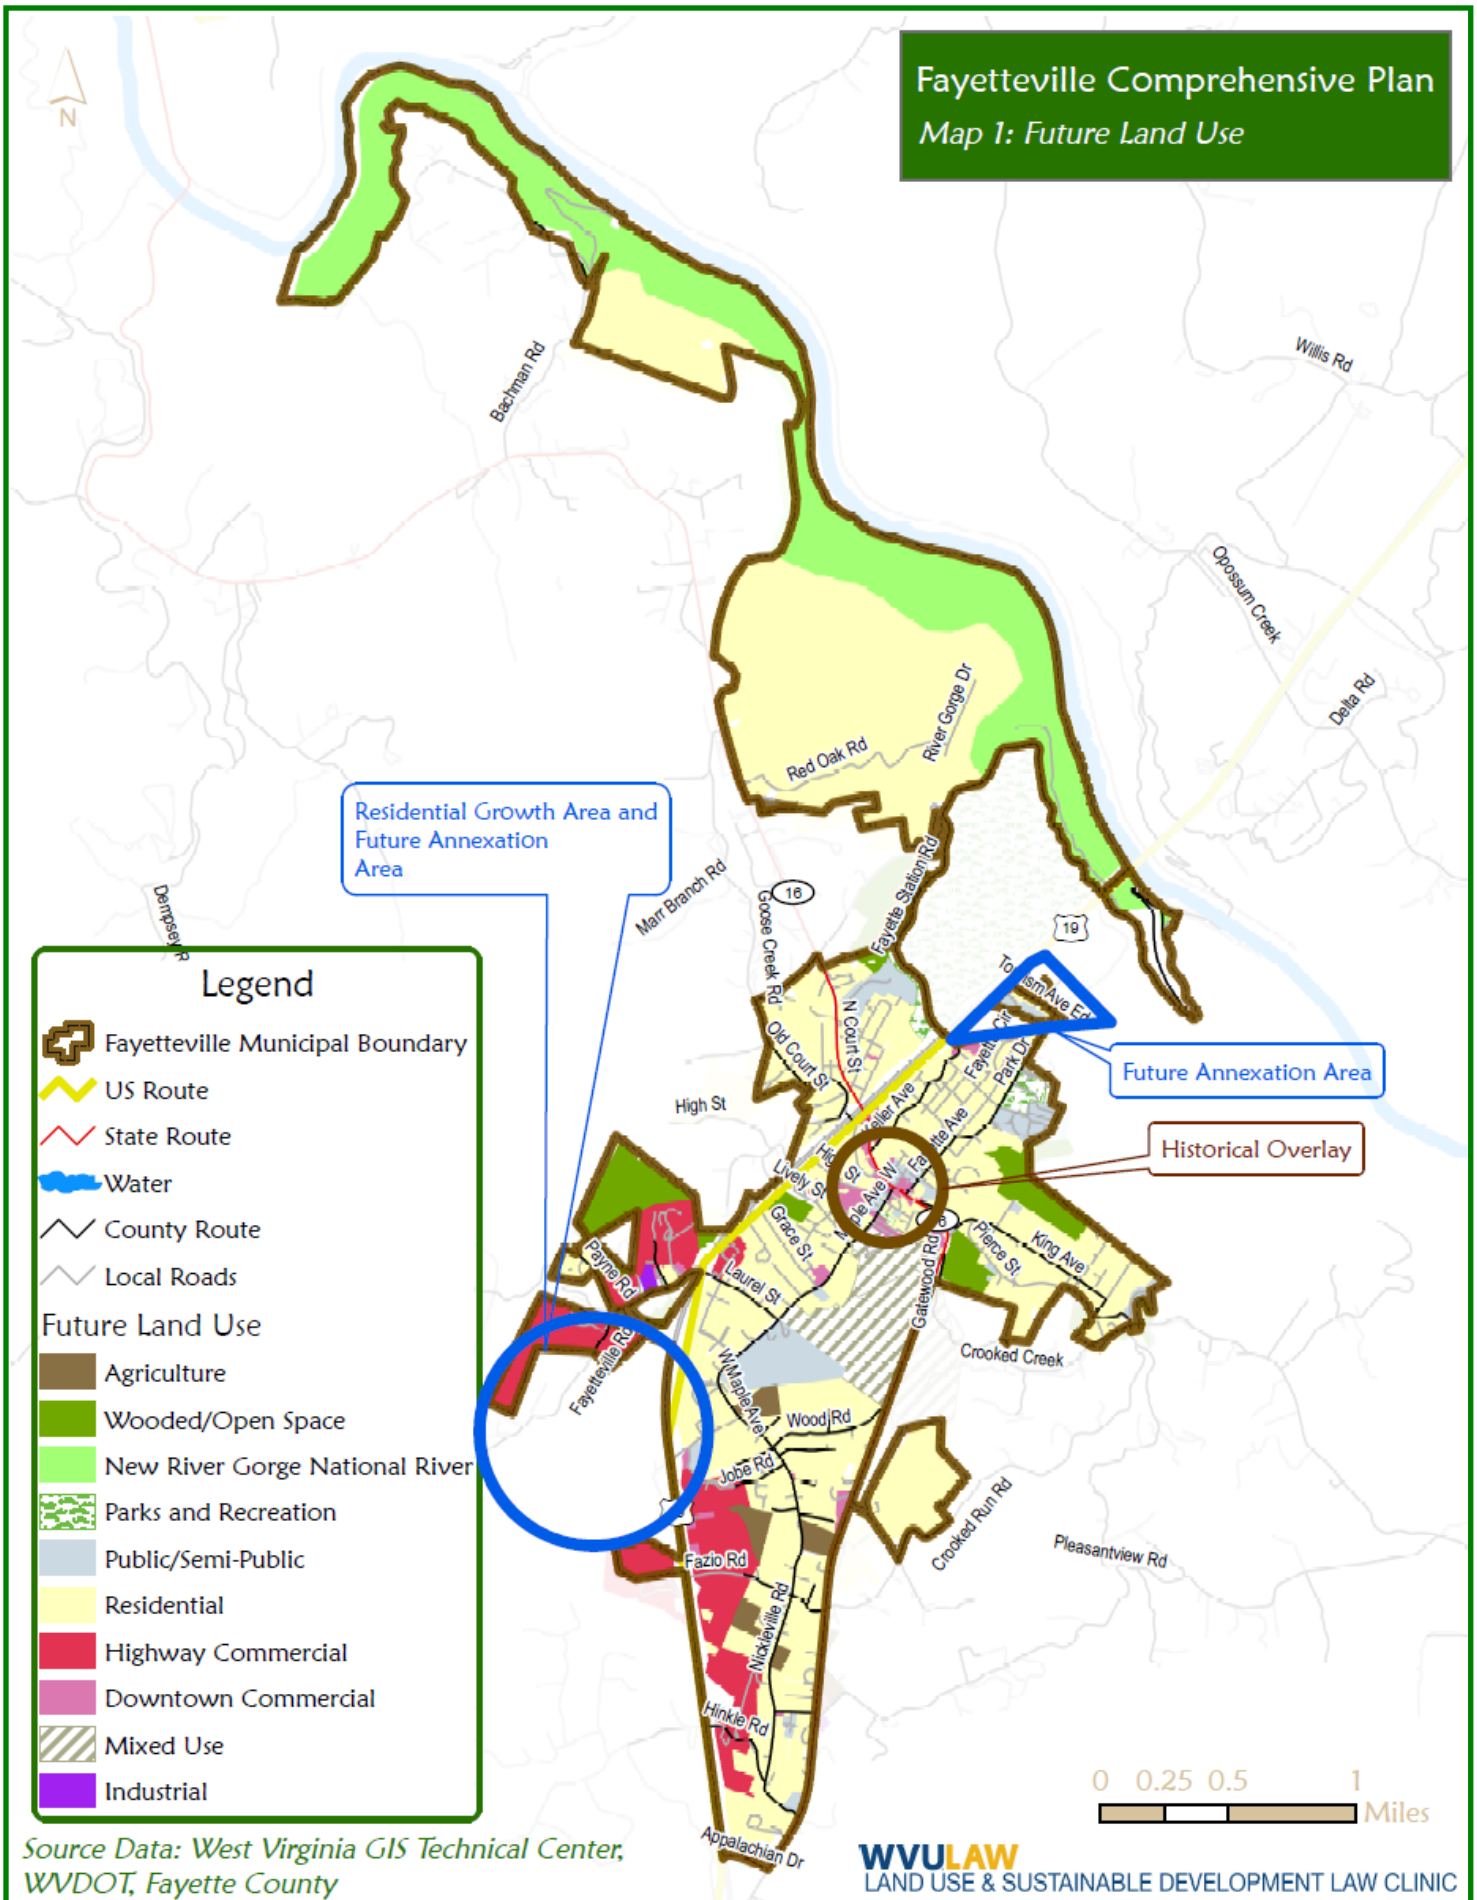 Fayetteville Comprehensive Plan
Map 1: Future Land Use
N
Willis Rd
Bachman Rd
Opossum Creek
Delta Rd
River Gorge Dr
Red Oak Rd
Residential Growth Area and
Future Annexation
Area
Marr Branch Rd
Fayette Station Rd
16
Goose Creek Rd
19
N Court St
Old Court St
Park Dr
Future Annexation Area
High St
Historical Overlay
Lively St
Grace St
Pierce St
King Ave
Gatewood Rd
Payne Rd
Laurel St
Fayetteville Rd
Crooked Creek
W Maple Ave
Wood Rd
Jobe Rd
Crooked Run Rd
Pleasantview Rd
Fazio Rd
Nickleville Rd
Hinkle Rd
Appalachian Dr
Legend
Fayetteville Municipal Boundary
US Route
State Route
Water
County Route
Local Roads
Future Land Use
Agriculture
Wooded/Open Space
New River Gorge National River
Parks and Recreation
Public/Semi-Public
Residential
Highway Commercial
Downtown Commercial
Mixed Use
Industrial
0 0.25 0.5 1
Miles
Source Data: West Virginia GIS Technical Center,
WVDOT, Fayette County
WVULAW
LAND USE & SUSTAINABLE DEVELOPMENT LAW CLINIC